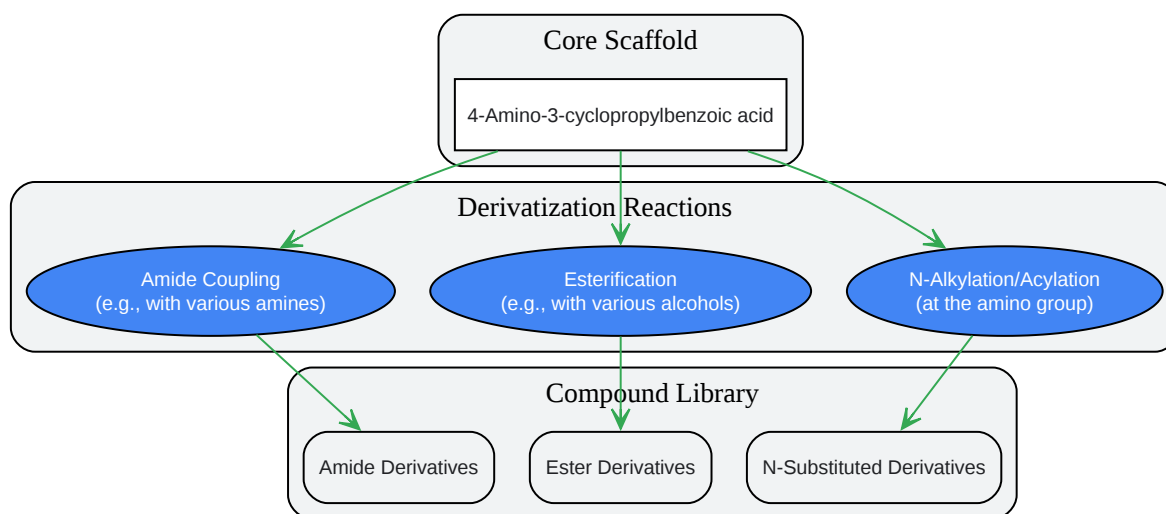 Core Scaffold
4-Amino-3-cyclopropylbenzoic acid
Derivatization Reactions
Amide Coupling
(e.g., with various amines)
Esterification
(e.g., with various alcohols)
N-Alkylation/Acylation
(at the amino group)
Compound Library
Amide Derivatives
Ester Derivatives
N-Substituted Derivatives